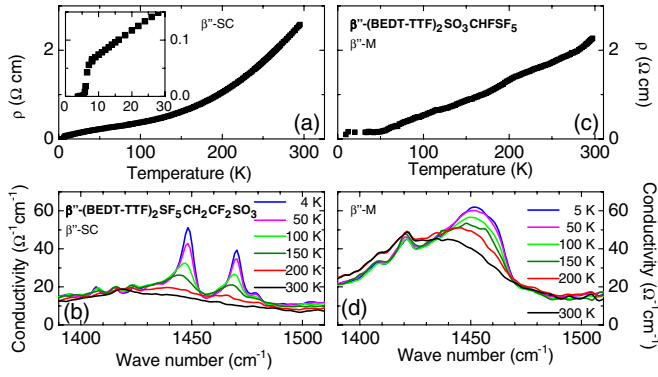 β''-SC
0.1
0.0
0 10 20 30
2
0
ρ (Ω cm)
(a)
0 100 200 300
Temperature (K)
β''-(BEDT-TTF)2SO3CHFSF5
β''-M
2
0
ρ (Ω cm)
(c)
0 100 200 300
Temperature (K)
β''-(BEDT-TTF)2SF5CH2CF2SO3
β''-SC
4 K
50 K
100 K
150 K
200 K
300 K
60
40
20
0
Conductivity (Ω-1cm-1)
(b)
1400 1450 1500
Wave number (cm-1)
β''-M
5 K
50 K
100 K
150 K
200 K
300 K
60
40
20
0
Conductivity (Ω-1cm-1)
(d)
1400 1450 1500
Wave number (cm-1)